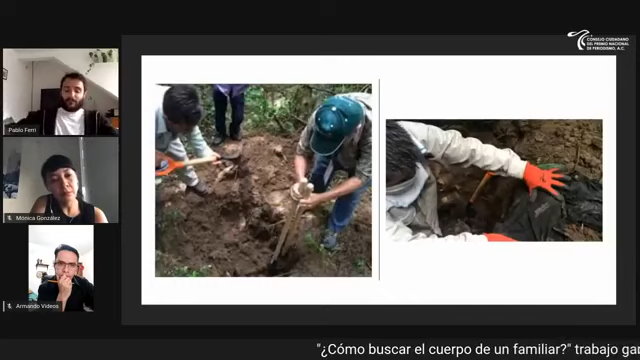 CONSEJO CIUDADANO
DEL PREMIO NACIONAL
DE PERIODISMO, A.C.
Pablo Ferri
Mónica González
Armando Videos
"¿Cómo buscar el cuerpo de un familiar?" trabajo ga